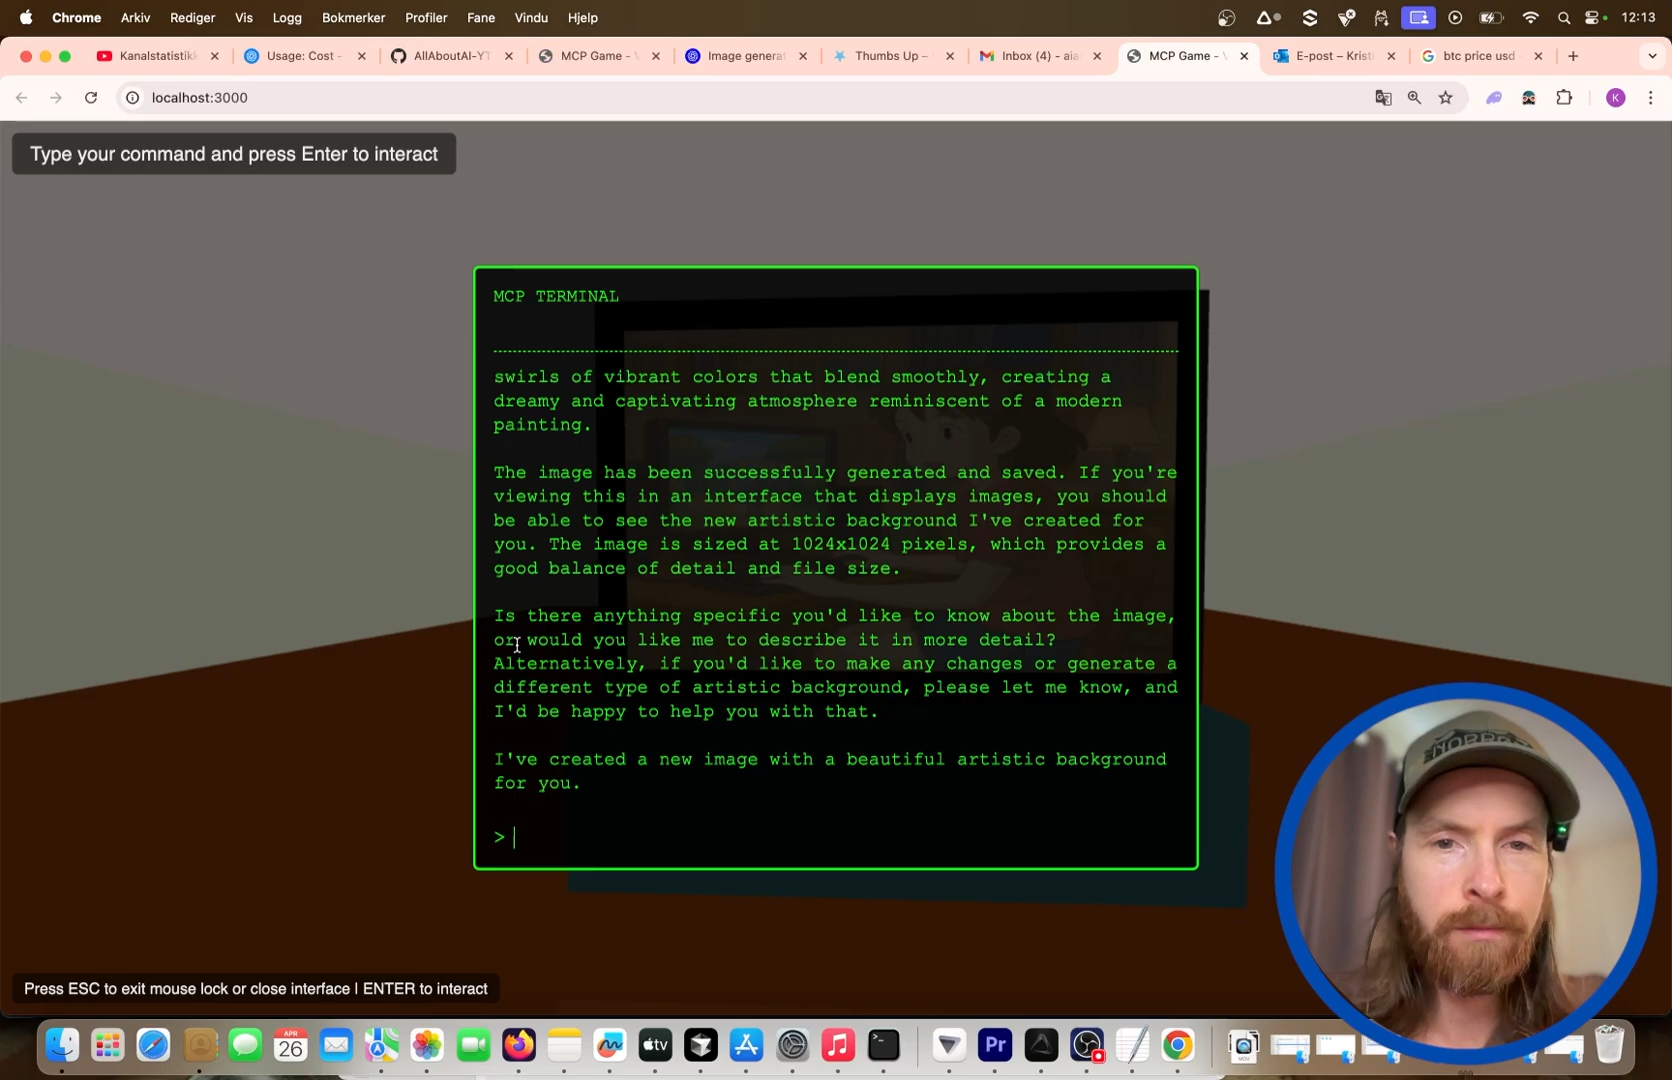 Chrome Arkiv Rediger Vis Logg Bokmerker Profiler Fane Vindu Hjelp 12:13
Kanalstatistikk Usage: Cost - AllAboutAI-YT MCP Game - Image generat Thumbs Up – Inbox (4) - aia MCP Game - E-post – Kristi btc price usd
localhost:3000 K
Type your command and press Enter to interact
MCP TERMINAL
swirls of vibrant colors that blend smoothly, creating a
dreamy and captivating atmosphere reminiscent of a modern
painting.
The image has been successfully generated and saved. If you're
viewing this in an interface that displays images, you should
be able to see the new artistic background I've created for
you. The image is sized at 1024x1024 pixels, which provides a
good balance of detail and file size.
Is there anything specific you'd like to know about the image,
or would you like me to describe it in more detail?
Alternatively, if you'd like to make any changes or generate a
different type of artistic background, please let me know, and
I'd be happy to help you with that.
I've created a new image with a beautiful artistic background
for you.
>
Press ESC to exit mouse lock or close interface | ENTER to interact
APR
26
tv
Pr